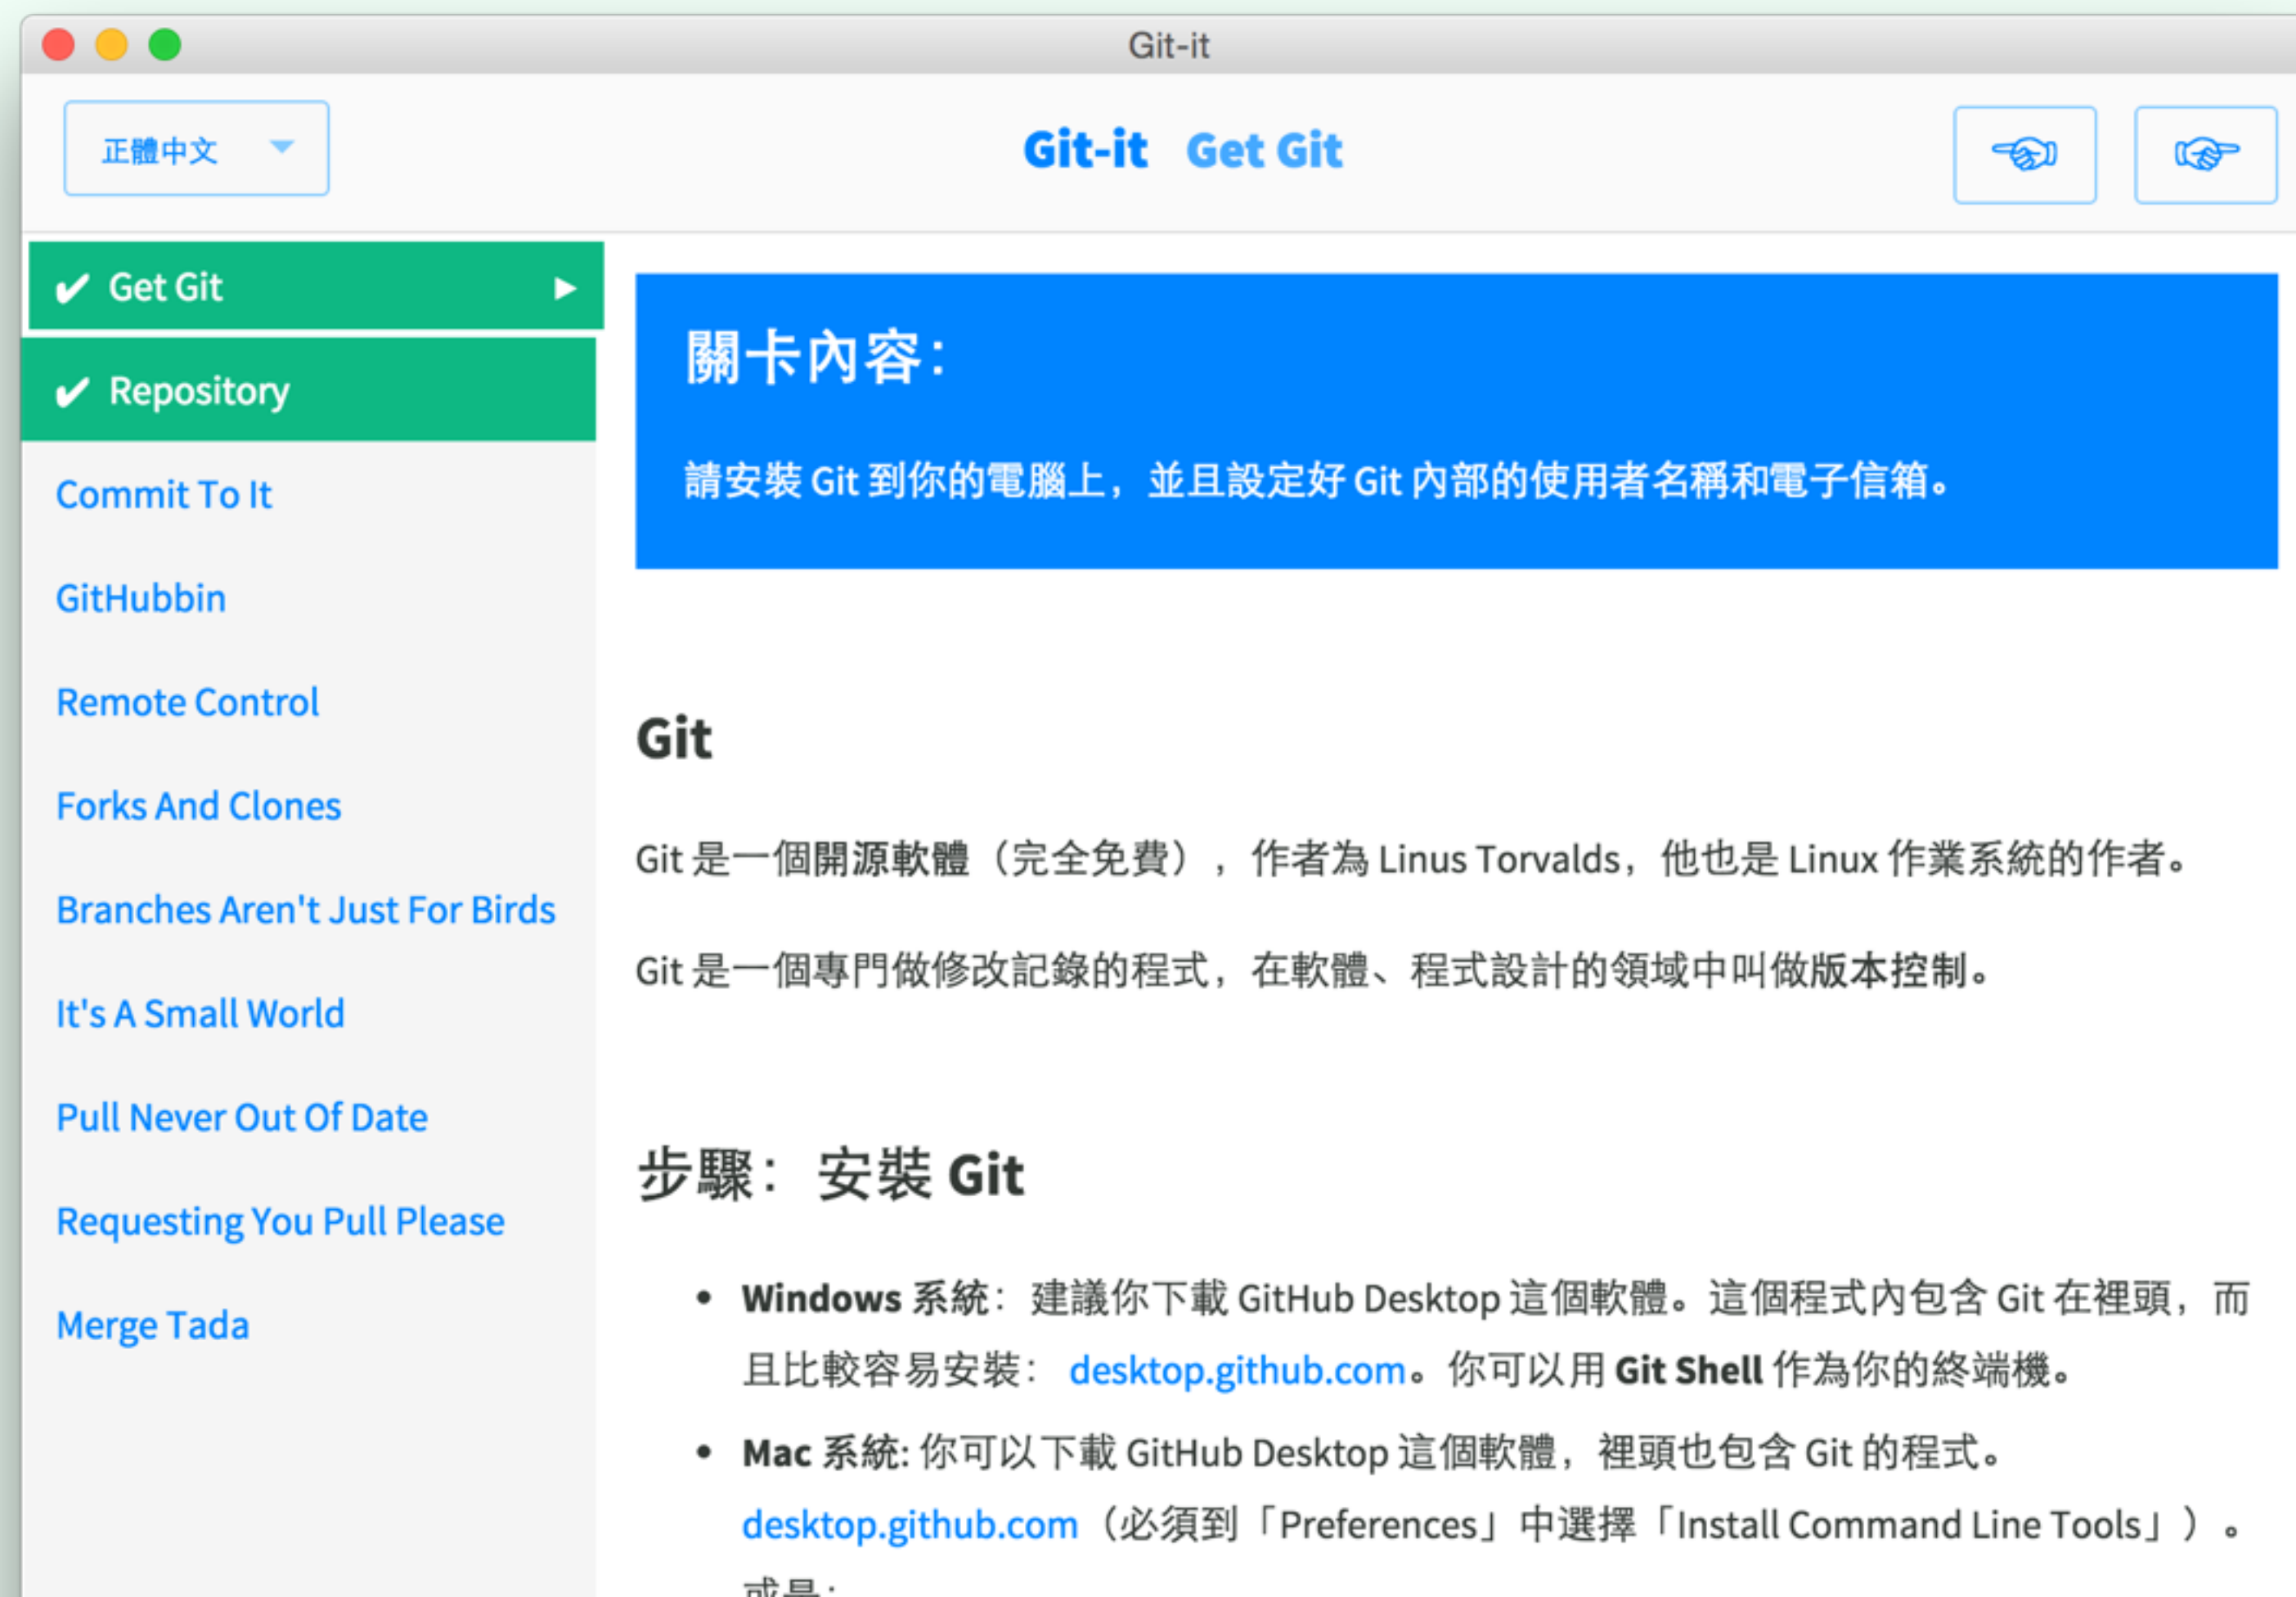 Git-it
正體中文
Git-it Get Git
✔ Get Git
✔ Repository
Commit To It
GitHubbin
Remote Control
Forks And Clones
Branches Aren't Just For Birds
It's A Small World
Pull Never Out Of Date
Requesting You Pull Please
Merge Tada
關卡內容：
請安裝 Git 到你的電腦上，並且設定好 Git 內部的使用者名稱和電子信箱。
Git
Git 是一個開源軟體（完全免費），作者為 Linus Torvalds，他也是 Linux 作業系統的作者。
Git 是一個專門做修改記錄的程式，在軟體、程式設計的領域中叫做版本控制。
步驟：安裝 Git
• Windows 系統：建議你下載 GitHub Desktop 這個軟體。這個程式內包含 Git 在裡頭，而
且比較容易安裝： desktop.github.com。你可以用 Git Shell 作為你的終端機。
• Mac 系統: 你可以下載 GitHub Desktop 這個軟體，裡頭也包含 Git 的程式。
desktop.github.com（必須到「Preferences」中選擇「Install Command Line Tools」）。
或是：